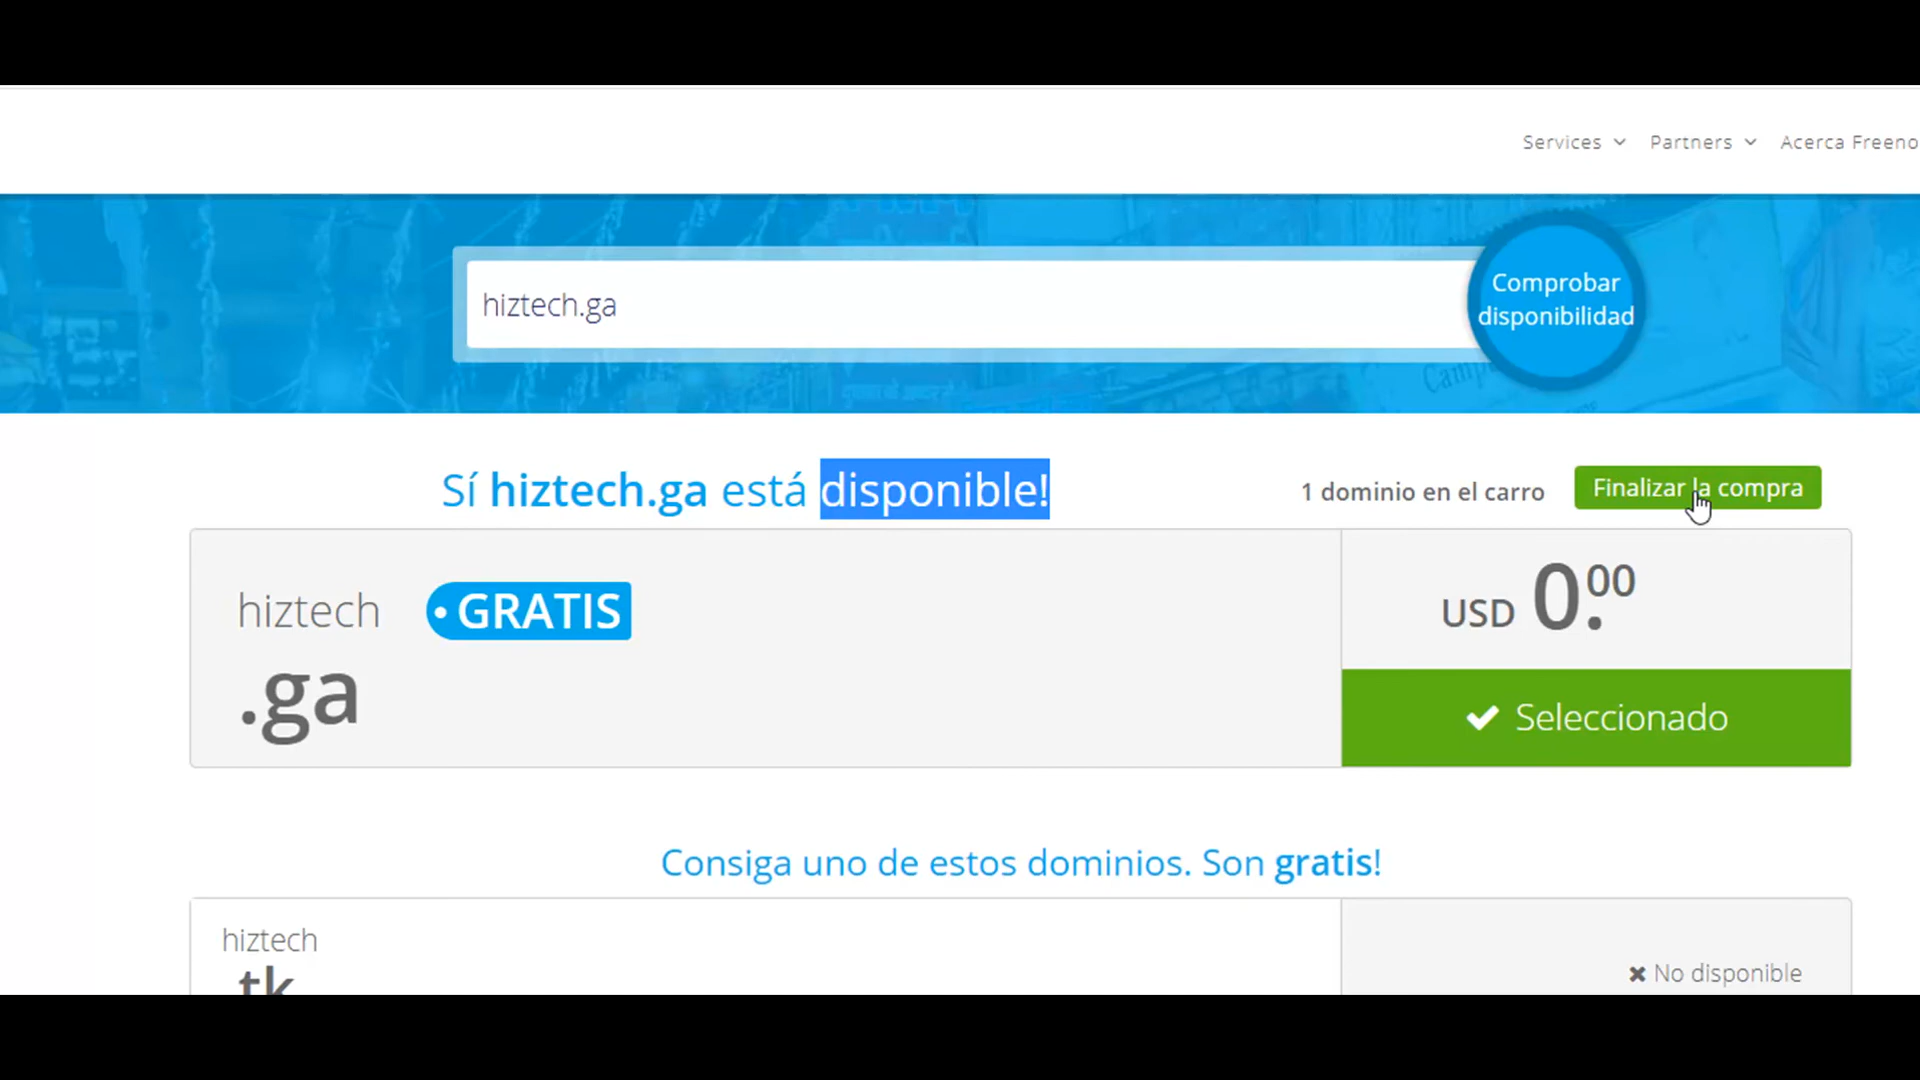 Services Partners Acerca Freeno
hiztech.ga
Comprobar
disponibilidad
Sí hiztech.ga está disponible!
1 dominio en el carro
Finalizar la compra
hiztech
GRATIS
.ga
USD 0.00
Seleccionado
Consiga uno de estos dominios. Son gratis!
hiztech
.tk
No disponible